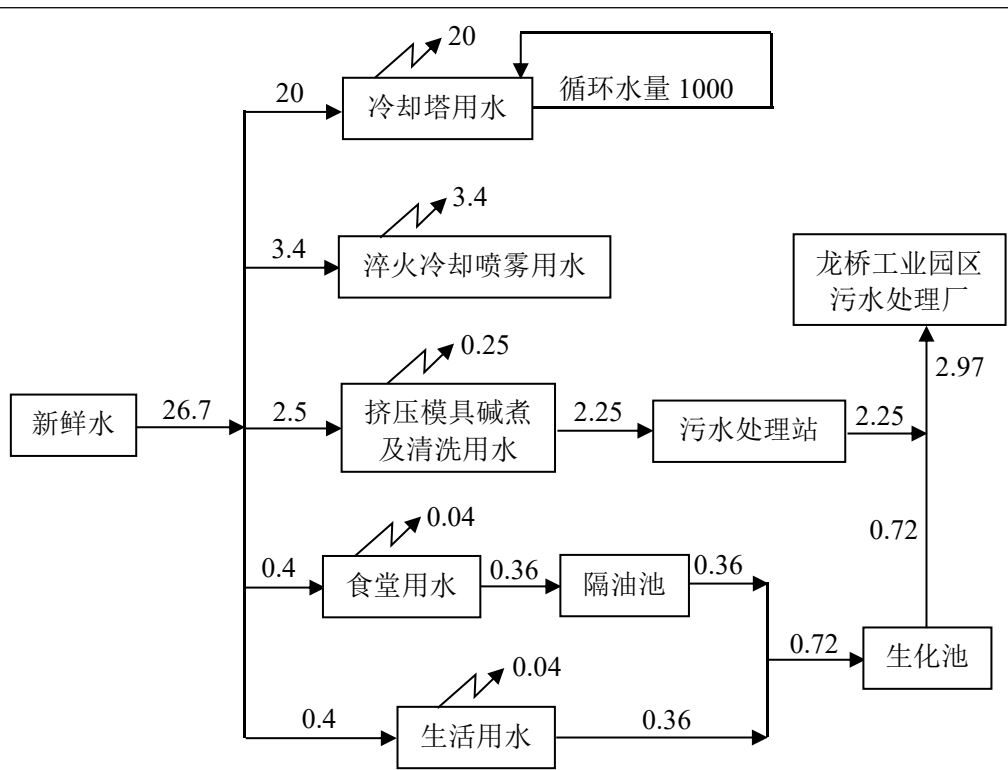 20
20
冷却塔用水
循环水量 1000
3.4
3.4
淬火冷却喷雾用水
龙桥工业园区
污水处理厂
0.25
2.97
新鲜水
26.7
2.5
挤压模具碱煮
及清洗用水
2.25
污水处理站
2.25
0.04
0.72
0.4
食堂用水
0.36
隔油池
0.36
0.72
生化池
0.04
0.4
生活用水
0.36